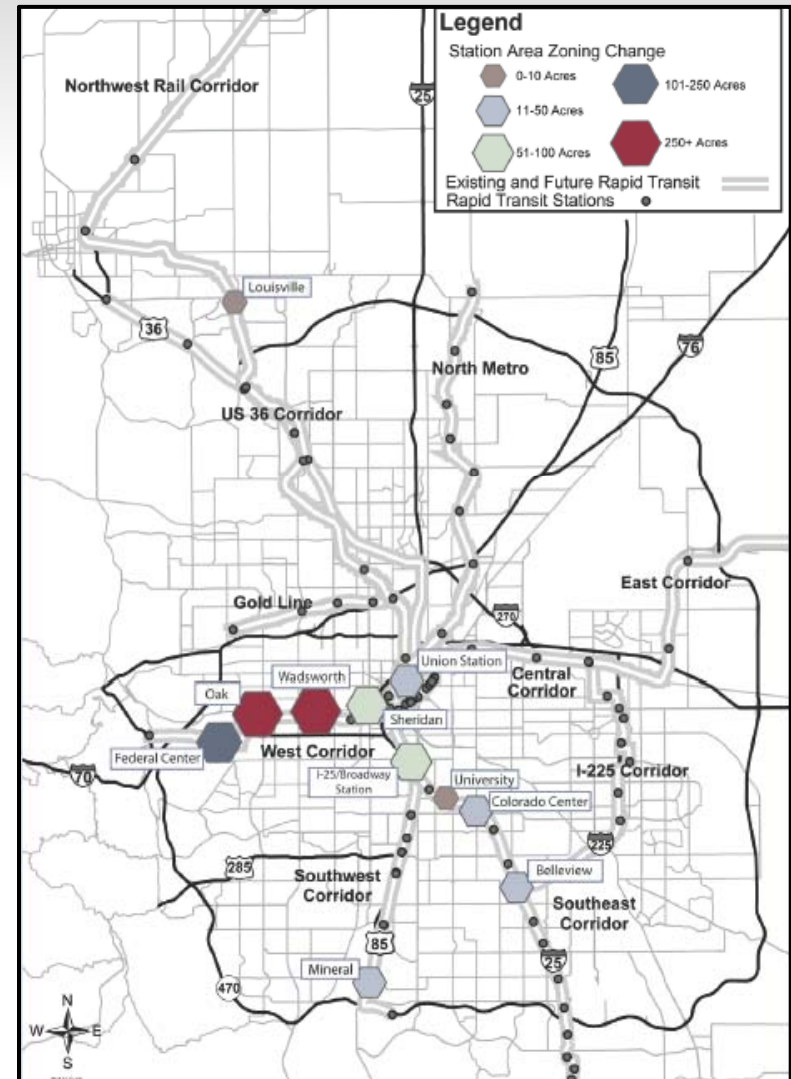 Legend
Station Area Zoning Change
0-10 Acres
101-250 Acres
11-50 Acres
51-100 Acres
250+ Acres
Existing and Future Rapid Transit
Rapid Transit Stations
Northwest Rail Corridor
25
Louisville
36
76
85
North Metro
US 36 Corridor
East Corridor
Gold Line
270
Union Station
Wadsworth
Central
Corridor
Oak
Sheridan
Federal Center
West Corridor
I-25/Broadway
Station
University
I-225 Corridor
70
Colorado Center
225
285
Belleview
Southwest
Corridor
Southeast
Corridor
85
25
Mineral
470
N
W E
S